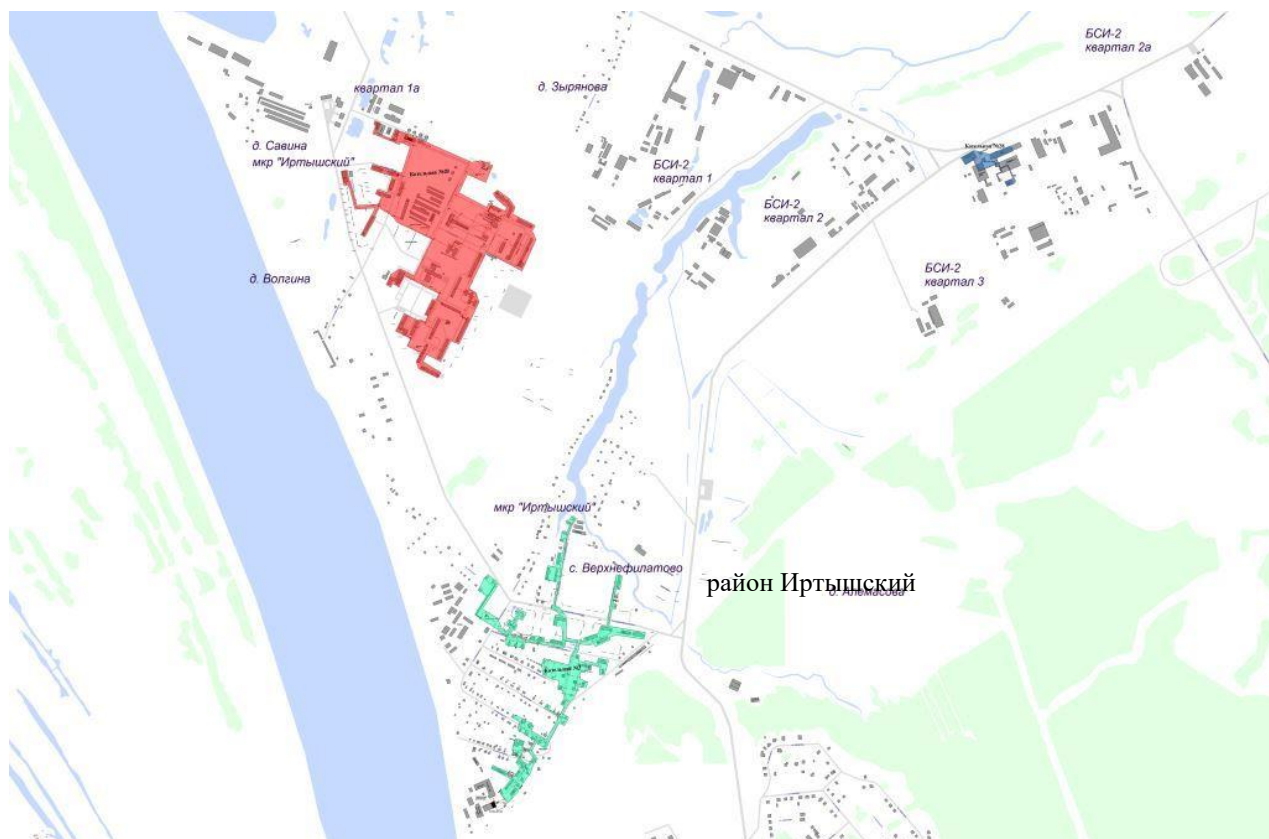 БСИ-2
квартал 2а
квартал 1а
д. Зырянова
д. Савина
мкр "Иртышский"
БСИ-2
квартал 1
БСИ-2
квартал 2
БСИ-2
квартал 3
д. Волгина
мкр "Иртышский"
с. Верхнефилатово
район Иртышский